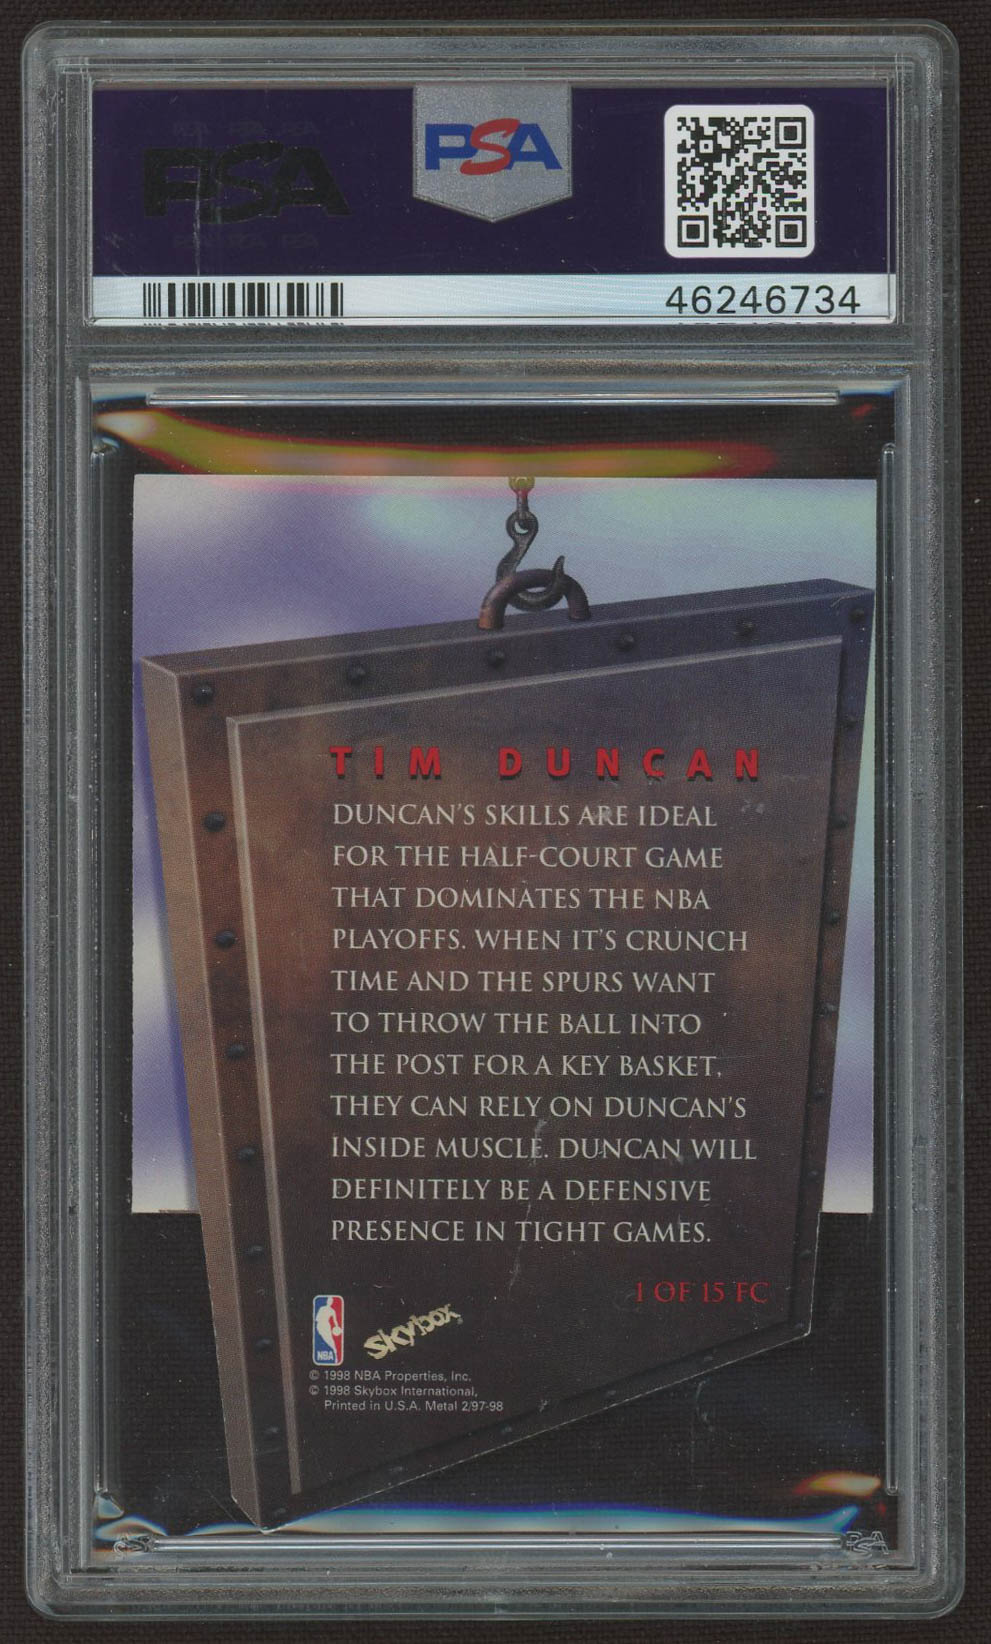 PSA
PSA
46246734
TIM DUNCAN
DUNCAN'S SKILLS ARE IDEAL
FOR THE HALF-COURT GAME
THAT DOMINATES THE NBA
PLAYOFFS. WHEN IT'S CRUNCH
TIME AND THE SPURS WANT
TO THROW THE BALL INTO
THE POST FOR A KEY BASKET,
THEY CAN RELY ON DUNCAN'S
INSIDE MUSCLE. DUNCAN WILL
DEFINITELY BE A DEFENSIVE
PRESENCE IN TIGHT GAMES.
1 OF 15 FC
NBA
Skybox
© 1998 NBA Properties, Inc.
© 1998 Skybox International,
Printed in U.S.A. Metal 2/97-98
PSA